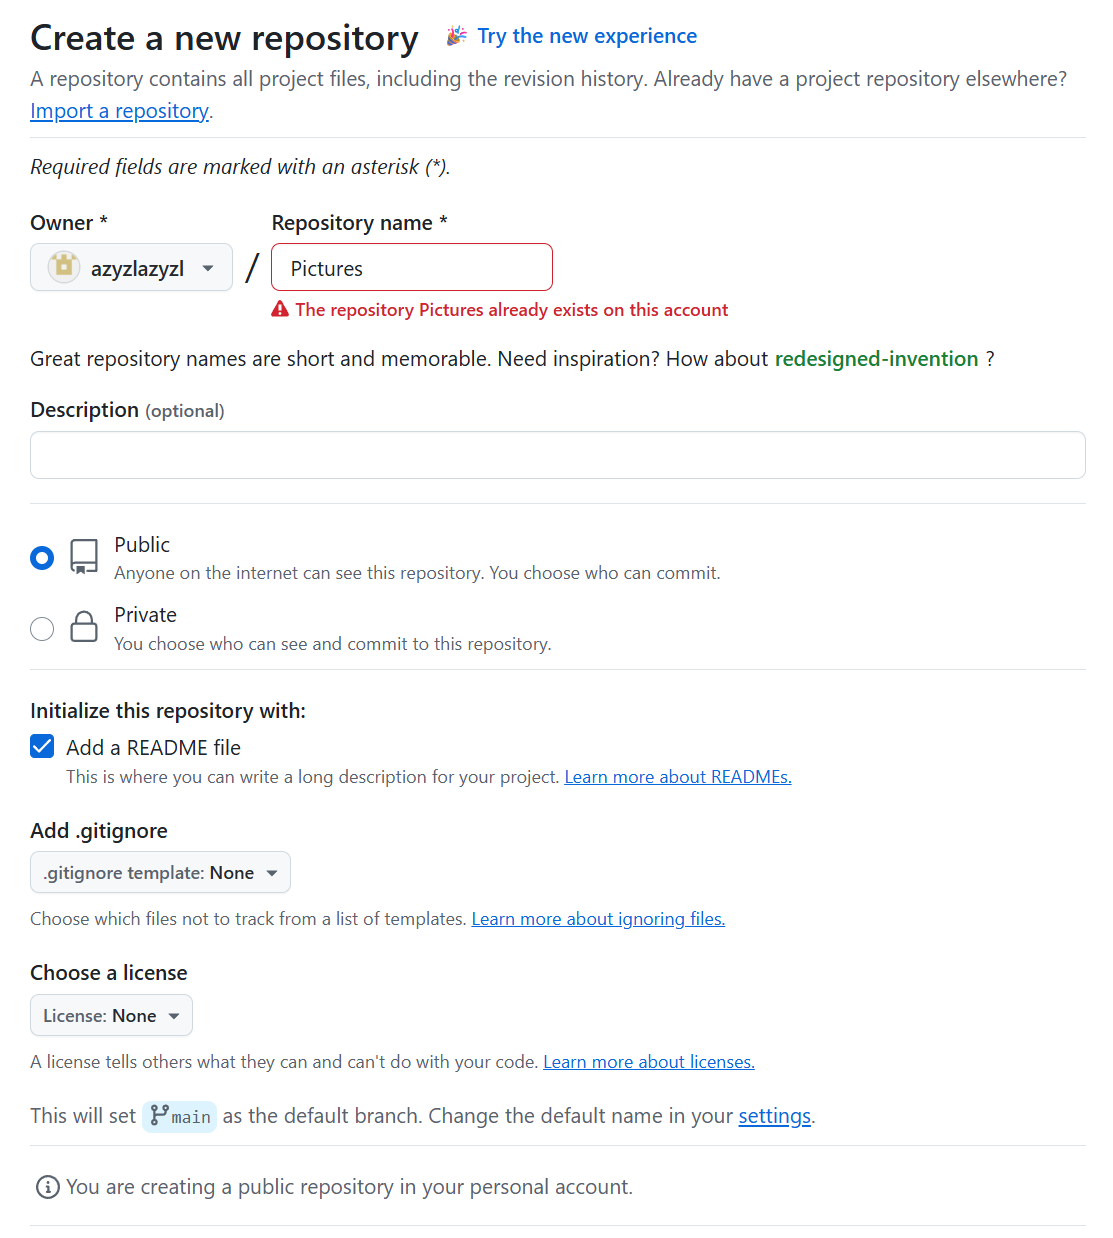 Create a new repository
Try the new experience
A repository contains all project files, including the revision history. Already have a project repository elsewhere?
Import a repository.
Required fields are marked with an asterisk (*).
Owner *
Repository name *
azyzlazyzl
/
Pictures
The repository Pictures already exists on this account
Great repository names are short and memorable. Need inspiration? How about redesigned-invention ?
Description (optional)
Public
Anyone on the internet can see this repository. You choose who can commit.
Private
You choose who can see and commit to this repository.
Initialize this repository with:
Add a README file
This is where you can write a long description for your project. Learn more about READMEs.
Add .gitignore
.gitignore template: None
Choose which files not to track from a list of templates. Learn more about ignoring files.
Choose a license
License: None
A license tells others what they can and can't do with your code. Learn more about licenses.
This will set main as the default branch. Change the default name in your settings.
You are creating a public repository in your personal account.